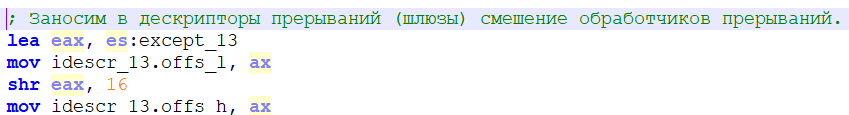 ; Заносим в дескрипторы прерываний (шлюзы) смешение обработчиков прерываний.
lea eax, es:except_13
mov idescr_13.offs_l, ax
shr eax, 16
mov idescr_13.offs_h, ax